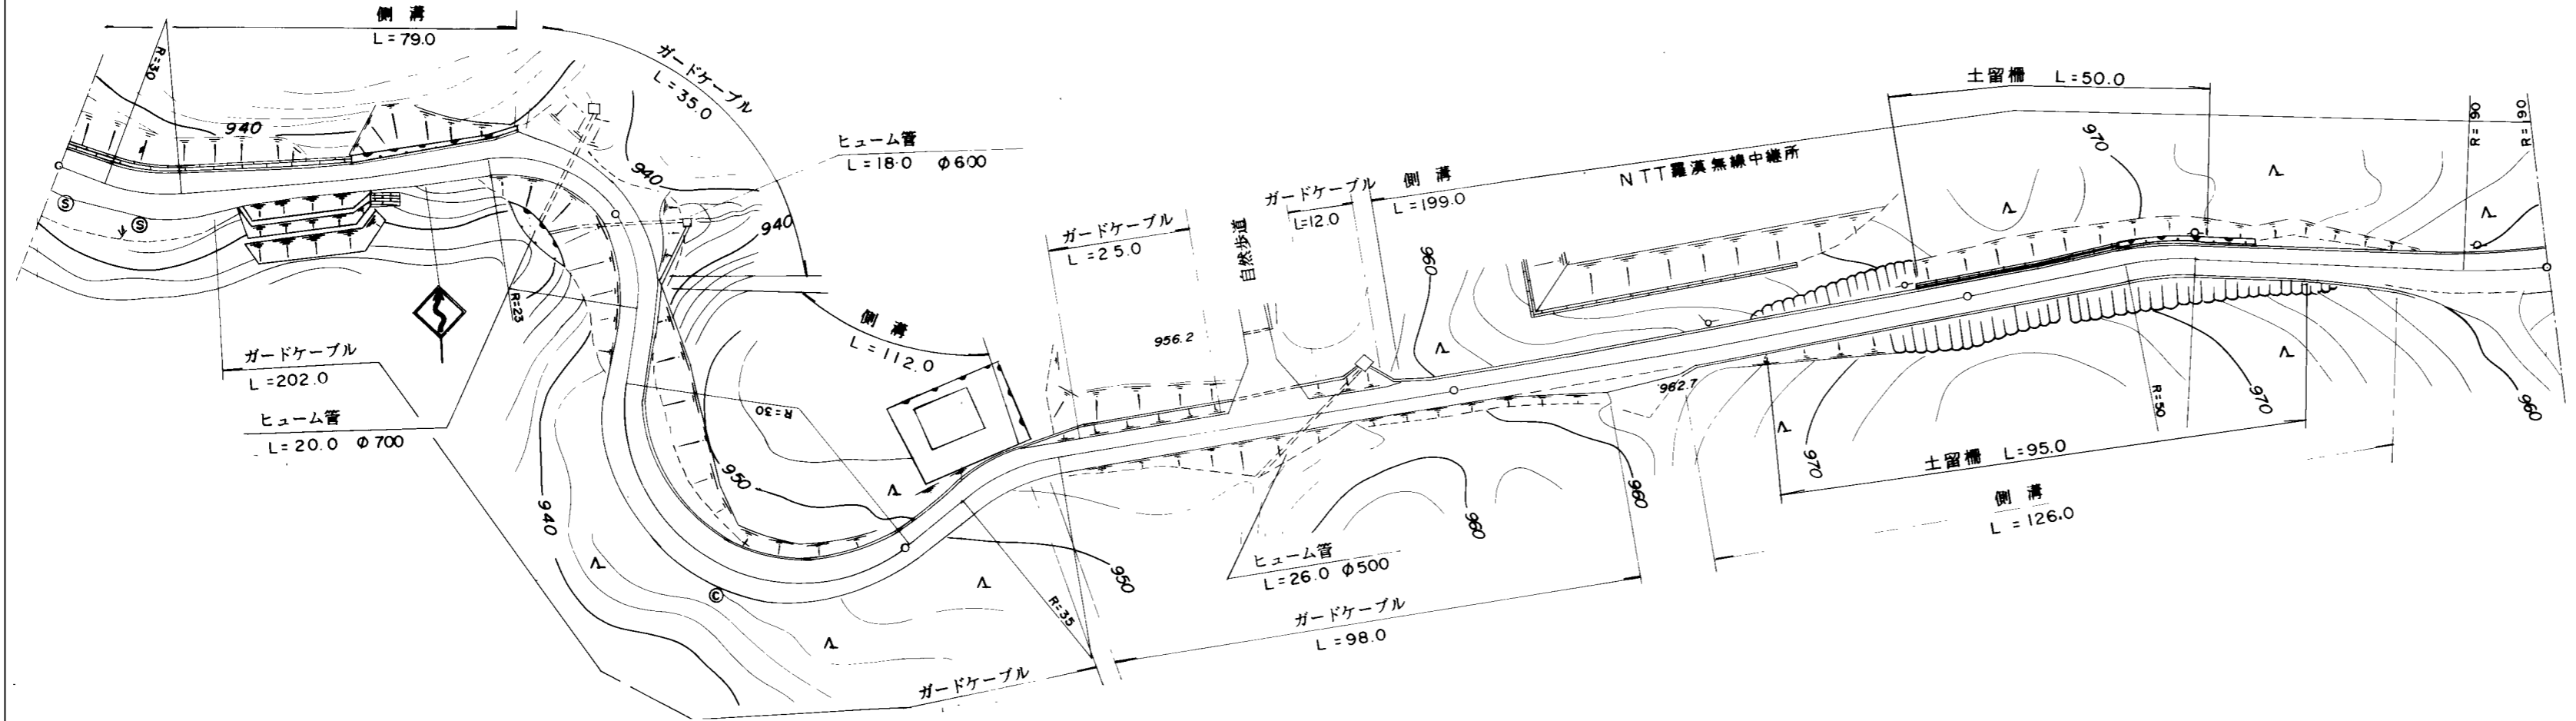 側溝
L=79.0
R=30
ガードケーブル
L=35.0
940
ヒューム管
L=18.0 Φ600
940
940
Ⓢ
Ⓢ
R=23
ガードケーブル
L=202.0
ヒューム管
L=20.0 Φ700
側溝
L=112.0
R=30
950
940
Ⓒ
ガードケーブル
L=25.0
956.2
自然歩道
ガードケーブル
L=12.0
側溝
L=199.0
NTT羅漢無線中継所
960
土留柵 L=50.0
970
R=90
R=90
962.7
R=50
970
970
960
土留柵 L=95.0
側溝
L=126.0
960
960
950
R=35
ヒューム管
L=26.0 Φ500
ガードケーブル
L=98.0
ガードケーブル